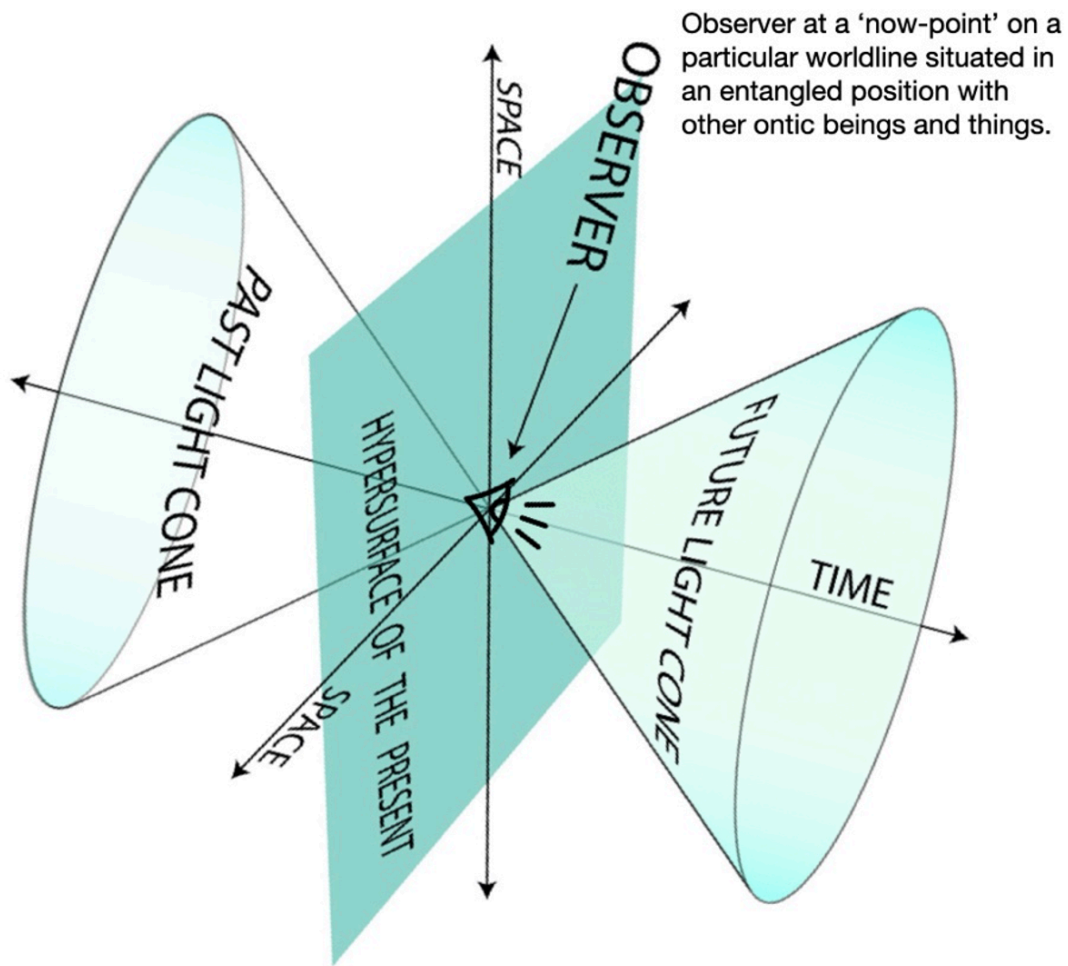 Observer at a ‘now-point’ on a
particular worldline situated in
an entangled position with
other ontic beings and things.
OBSERVER
SPACE
PAST LIGHT CONE
HYPERSURFACE OF THE PRESENT
FUTURE LIGHT CONE
TIME
SPACE